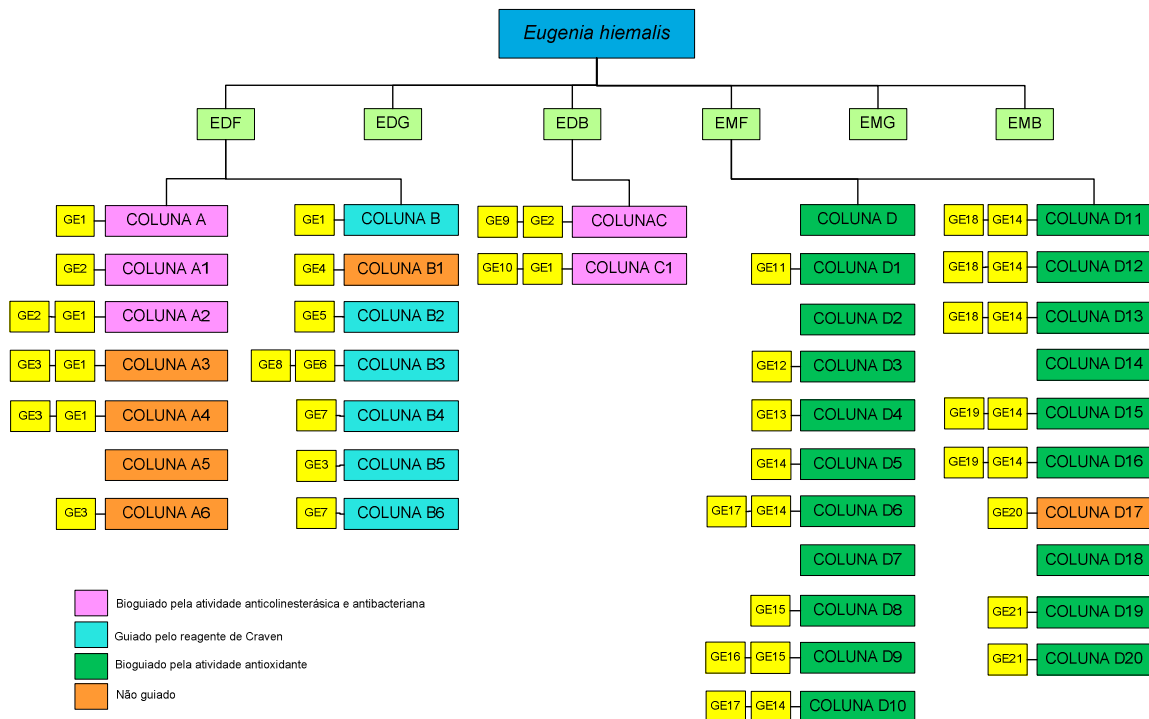 Eugenia hiemalis
EDF
EDG
EDB
EMF
EMG
EMB
GE1
COLUNA A
GE2
COLUNA A1
GE2
GE1
COLUNA A2
GE3
GE1
COLUNA A3
GE3
GE1
COLUNA A4
COLUNA A5
GE3
COLUNA A6
GE1
COLUNA B
GE4
COLUNA B1
GE5
COLUNA B2
GE8
GE6
COLUNA B3
GE7
COLUNA B4
GE3
COLUNA B5
GE7
COLUNA B6
GE9
GE2
COLUNAC
GE10
GE1
COLUNA C1
COLUNA D
GE11
COLUNA D1
COLUNA D2
GE12
COLUNA D3
GE13
COLUNA D4
GE14
COLUNA D5
GE17
GE14
COLUNA D6
COLUNA D7
GE15
COLUNA D8
GE16
GE15
COLUNA D9
GE17
GE14
COLUNA D10
GE18
GE14
COLUNA D11
GE18
GE14
COLUNA D12
GE18
GE14
COLUNA D13
COLUNA D14
GE19
GE14
COLUNA D15
GE19
GE14
COLUNA D16
GE20
COLUNA D17
COLUNA D18
GE21
COLUNA D19
GE21
COLUNA D20
Bioguiado pela atividade anticolinesterásica e antibacteriana
Guiado pelo reagente de Craven
Bioguiado pela atividade antioxidante
Não guiado